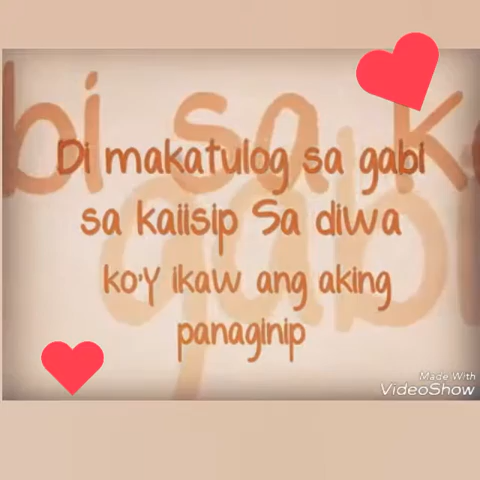 Di makatulog sa gabi
sa kaiisip Sa diwa
ko'y ikaw ang aking
panaginip
Made With
VideoShow